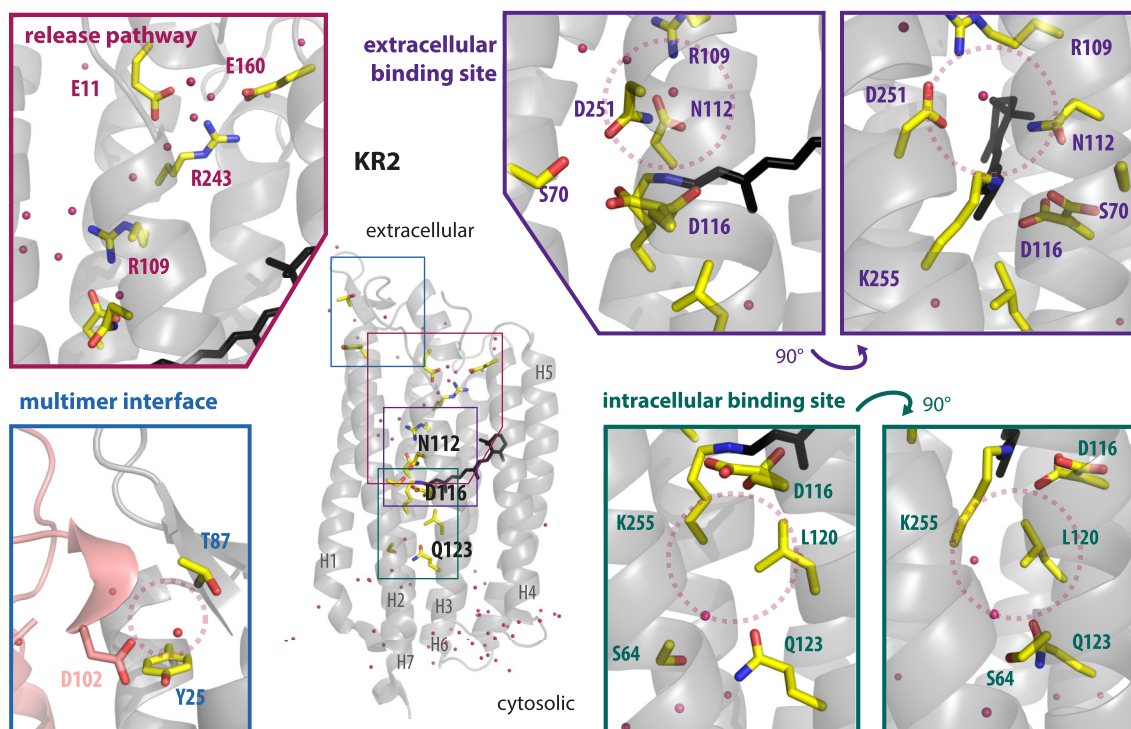 release pathway
E11
E160
R243
R109
extracellular
binding site
R109
D251
N112
S70
D116
R109
D251
N112
S70
D116
K255
90°
KR2
extracellular
H5
N112
D116
Q123
H1
H2
H3
H4
H6
H7
cytosolic
multimer interface
T87
D102
Y25
intracellular binding site
90°
D116
K255
L120
S64
Q123
D116
K255
L120
Q123
S64